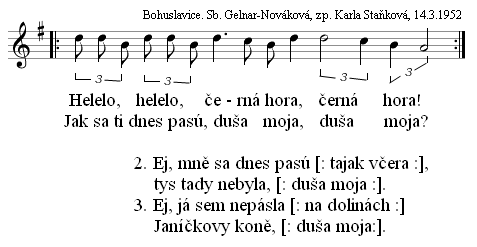 Bohuslavice. Sb. Gelnar-Nováková, zp. Karla Staňková, 14.3.1952
3 3 3 3
Helelo, helelo, če - rná hora, černá hora!
Jak sa ti dnes pasú, duša moja, duša moja?
2. Ej, mně sa dnes pasú [: tajak včera :],
tys tady nebyla, [: duša moja :].
3. Ej, já sem nepásla [: na dolinách :]
Janíčkovy koně, [: duša moja:].